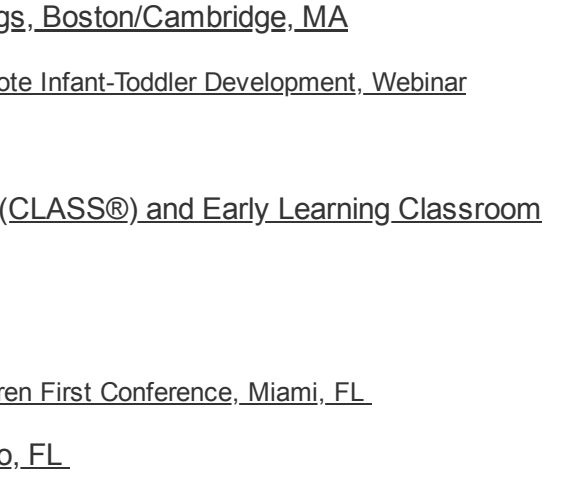 gs, Boston/Cambridge, MA
ote Infant-Toddler Development, Webinar
(CLASS®) and Early Learning Classroom
ren First Conference, Miami, FL
o, FL